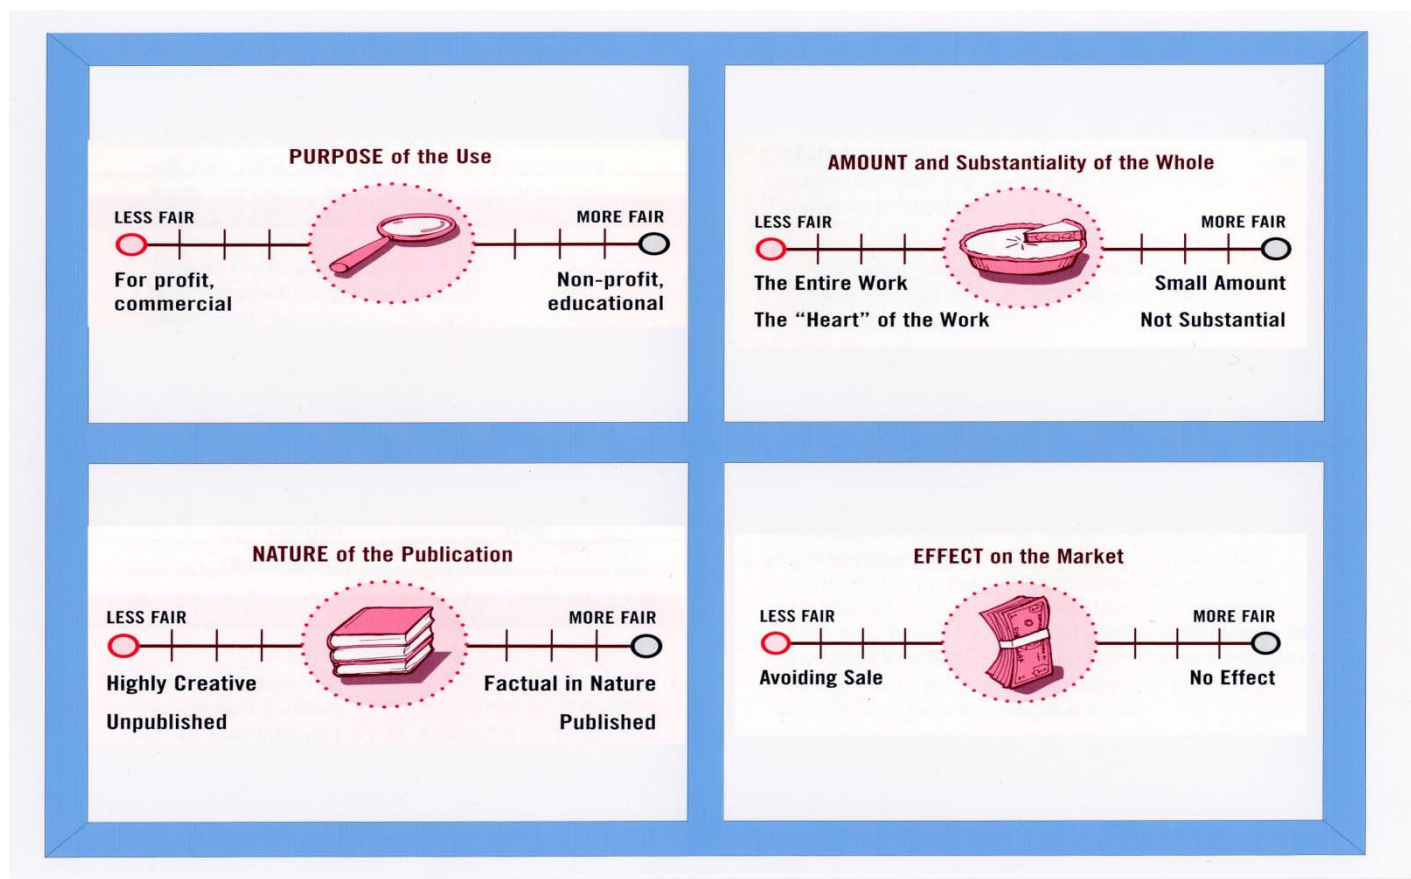 PURPOSE of the Use
LESS FAIR
MORE FAIR
For profit,
commercial
Non-profit,
educational
AMOUNT and Substantiality of the Whole
LESS FAIR
MORE FAIR
The Entire Work
Small Amount
The “Heart” of the Work
Not Substantial
NATURE of the Publication
LESS FAIR
MORE FAIR
Highly Creative
Factual in Nature
Unpublished
Published
EFFECT on the Market
LESS FAIR
MORE FAIR
Avoiding Sale
No Effect